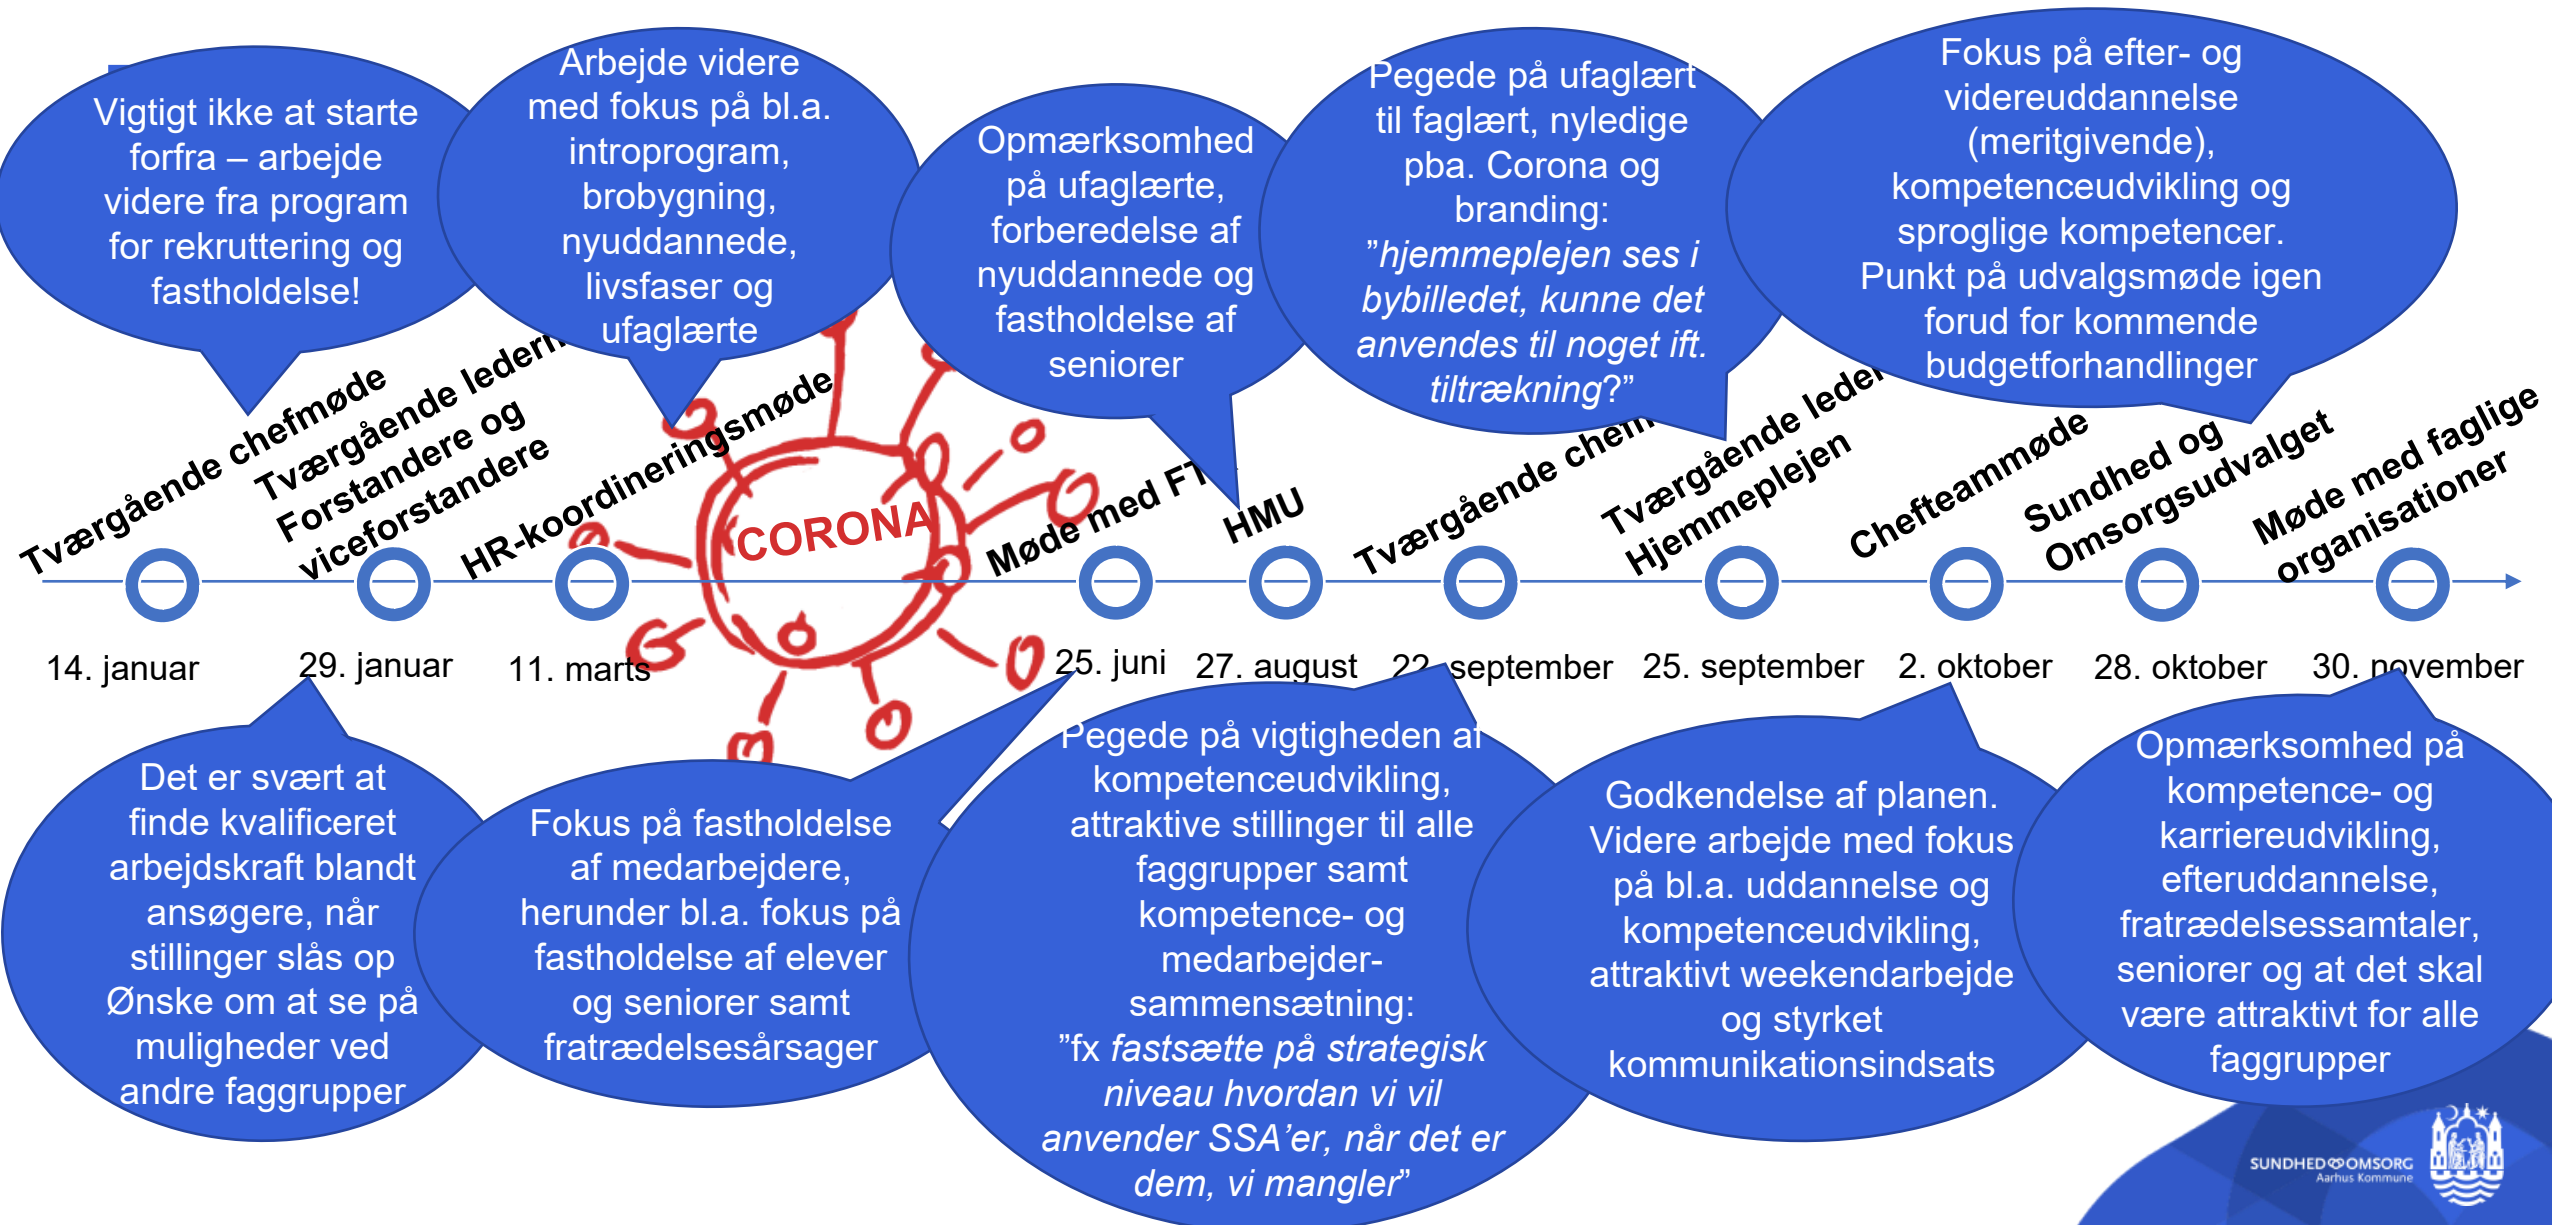 Vigtigt ikke at starte
forfra – arbejde
videre fra program
for rekruttering og
fastholdelse!
Arbejde videre
med fokus på bl.a.
introprogram,
brobygning,
nyuddannede,
livsfaser og
ufaglærte
Opmærksomhed
på ufaglærte,
forberedelse af
nyuddannede og
fastholdelse af
seniorer
Pegede på ufaglært
til faglært, nyledige
pba. Corona og
branding:
”hjemmeplejen ses i
bybilledet, kunne det
anvendes til noget ift.
tiltrækning?”
Fokus på efter- og
videreuddannelse
(meritgivende),
kompetenceudvikling og
sproglige kompetencer.
Punkt på udvalgsmøde igen
forud for kommende
budgetforhandlinger
Tværgående chefmøde
Tværgående
Forstandere og
viceforstandere
HR-koordineringsmøde
CORONA
Møde med
HMU
Tværgående
Tværgående
Hjemmeplejen
Chefteammøde
Sundhed og
Omsorgsudvalget
Møde med faglige
organisationer
14. januar
29. januar
11. marts
25. juni
27. august
22. september
25. september
2. oktober
28. oktober
30. november
Det er svært at
finde kvalificeret
arbejdskraft blandt
ansøgere, når
stillinger slås op
Ønske om at se på
muligheder ved
andre faggrupper
Fokus på fastholdelse
af medarbejdere,
herunder bl.a. fokus på
fastholdelse af elever
og seniorer samt
fratrædelsesårsager
Pegede på vigtigheden af
kompetenceudvikling,
attraktive stillinger til alle
faggrupper samt
kompetence- og
medarbejder-
sammensætning:
”fx fastsætte på strategisk
niveau hvordan vi vil
anvender SSA’er, når det er
dem, vi mangler”
Godkendelse af planen.
Videre arbejde med fokus
på bl.a. uddannelse og
kompetenceudvikling,
attraktivt weekendarbejde
og styrket
kommunikationsindsats
Opmærksomhed på
kompetence- og
karriereudvikling,
efteruddannelse,
fratrædelsessamtaler,
seniorer og at det skal
være attraktivt for alle
faggrupper
SUNDHED OMSORG
Aarhus Kommune